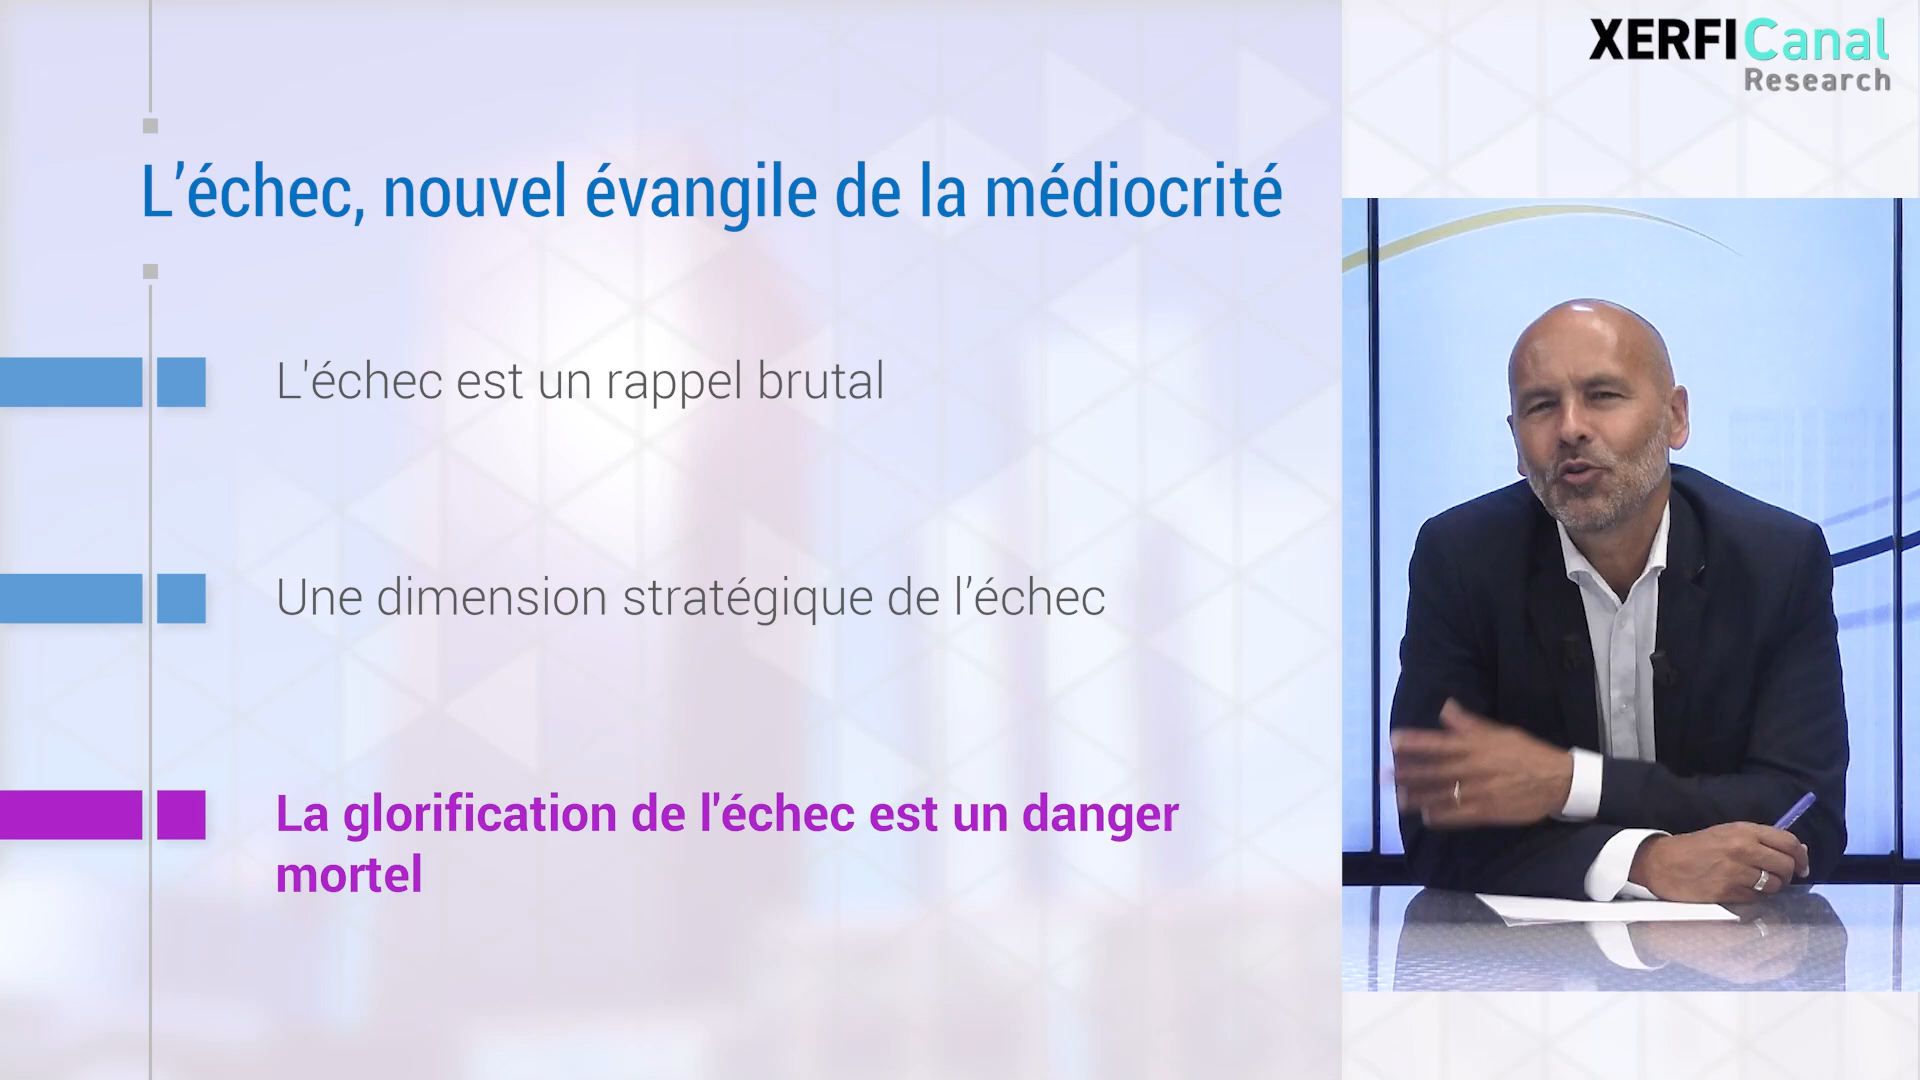 XERFI Canal
Research
L’échec, nouvel évangile de la médiocrité
L'échec est un rappel brutal
Une dimension stratégique de l’échec
La glorification de l'échec est un danger
mortel